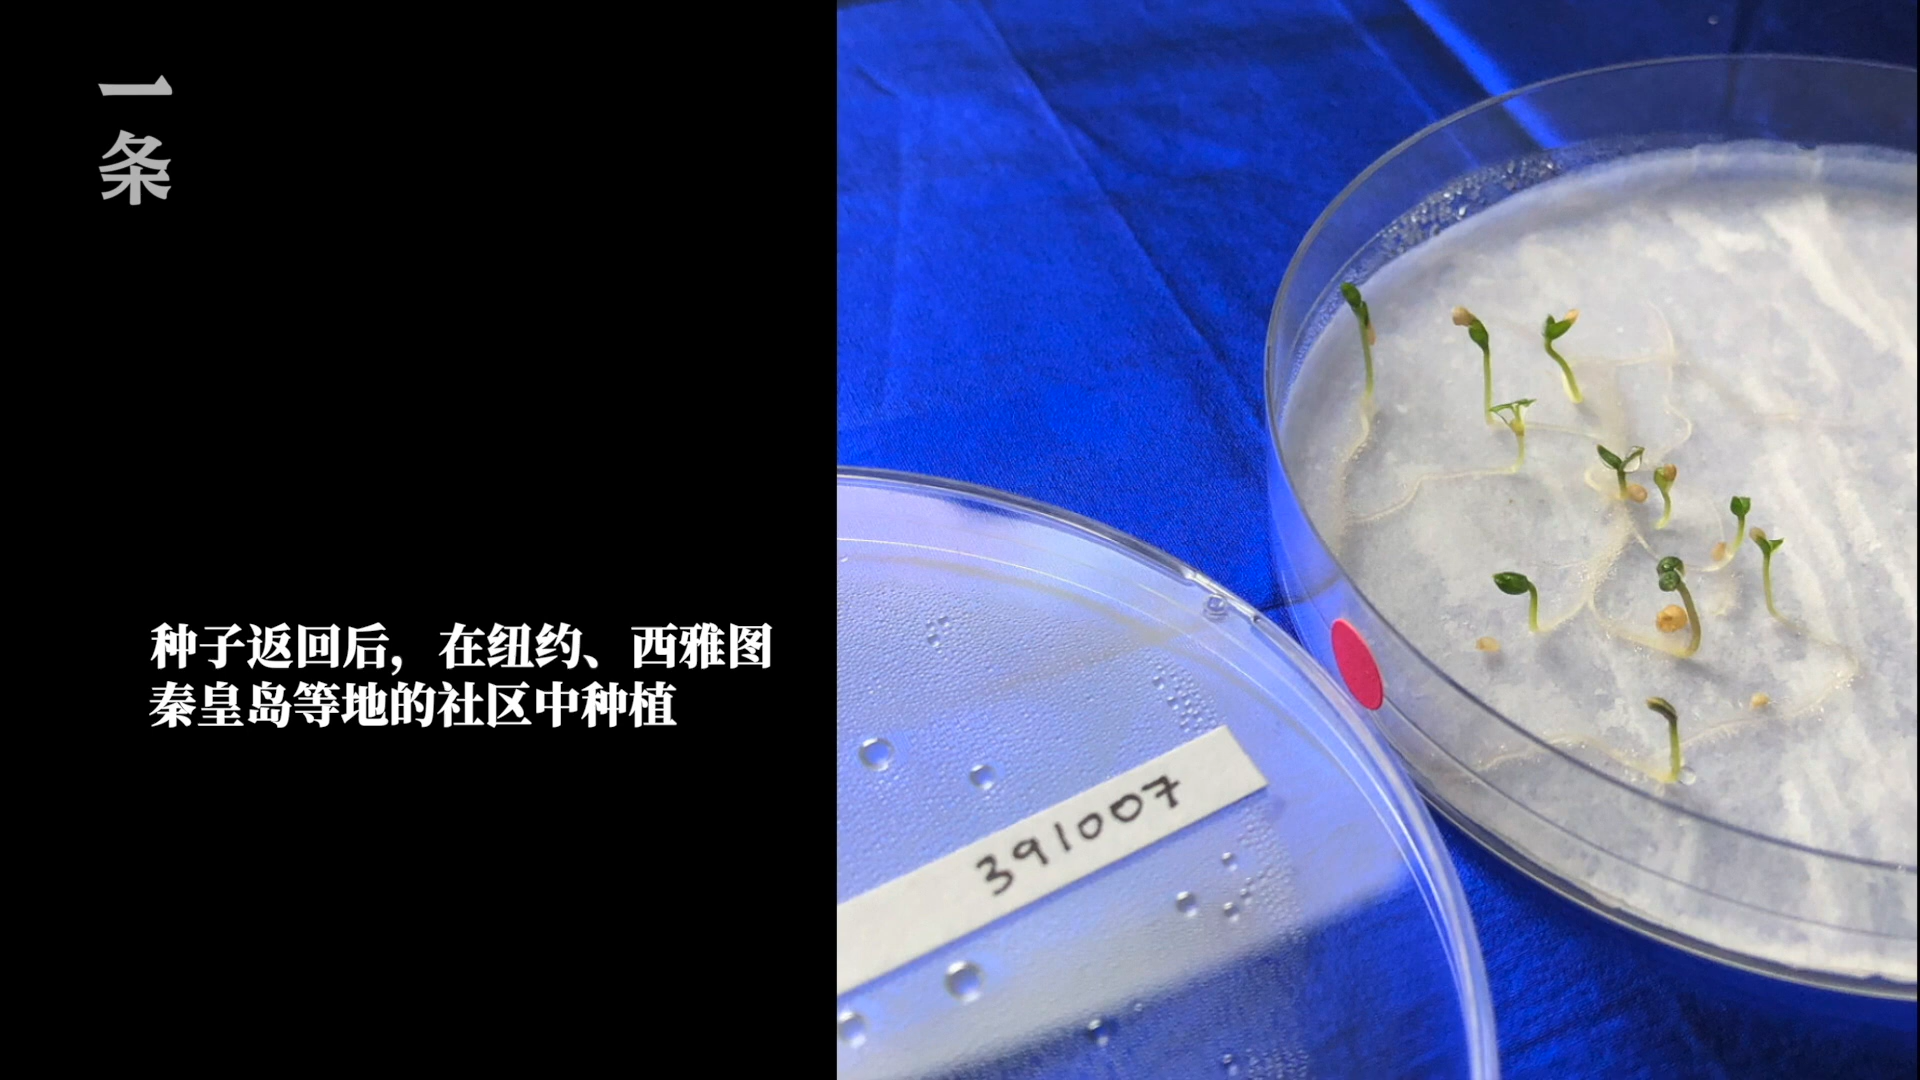 一
条
种子返回后，在纽约、西雅图
秦皇岛等地的社区中种植
391007